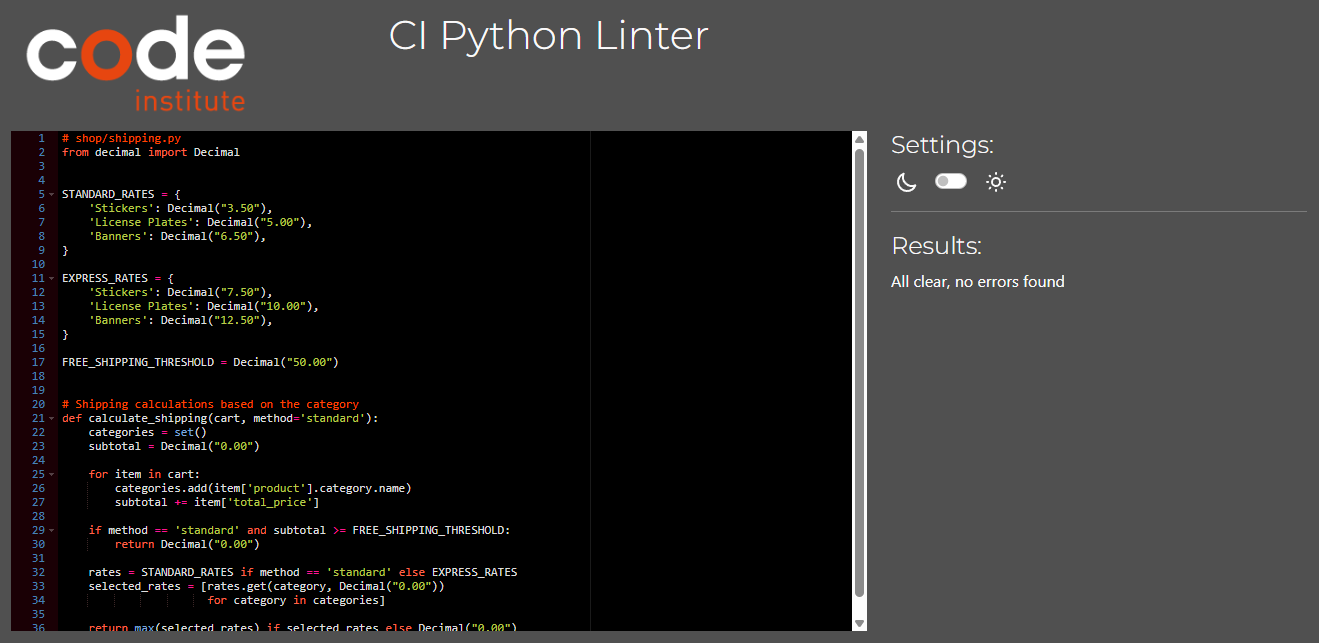 code
institute
CI Python Linter
1 # shop/shipping.py
2 from decimal import Decimal
3
4
5 STANDARD_RATES = {
6     'Stickers': Decimal("3.50"),
7     'License Plates': Decimal("5.00"),
8     'Banners': Decimal("6.50"),
9 }
10
11 EXPRESS_RATES = {
12     'Stickers': Decimal("7.50"),
13     'License Plates': Decimal("10.00"),
14     'Banners': Decimal("12.50"),
15 }
16
17 FREE_SHIPPING_THRESHOLD = Decimal("50.00")
18
19
20 # Shipping calculations based on the category
21 def calculate_shipping(cart, method='standard'):
22     categories = set()
23     subtotal = Decimal("0.00")
24
25     for item in cart:
26         categories.add(item['product'].category.name)
27         subtotal += item['total_price']
28
29     if method == 'standard' and subtotal >= FREE_SHIPPING_THRESHOLD:
30         return Decimal("0.00")
31
32     rates = STANDARD_RATES if method == 'standard' else EXPRESS_RATES
33     selected_rates = [rates.get(category, Decimal("0.00"))
34                       for category in categories]
35
36     return max(selected_rates) if selected_rates else Decimal("0.00")
Settings:
Results:
All clear, no errors found